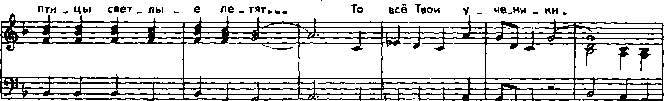 пти - цы свет - лы - е ле - тят... То всё Твои у - че - ни - ки.